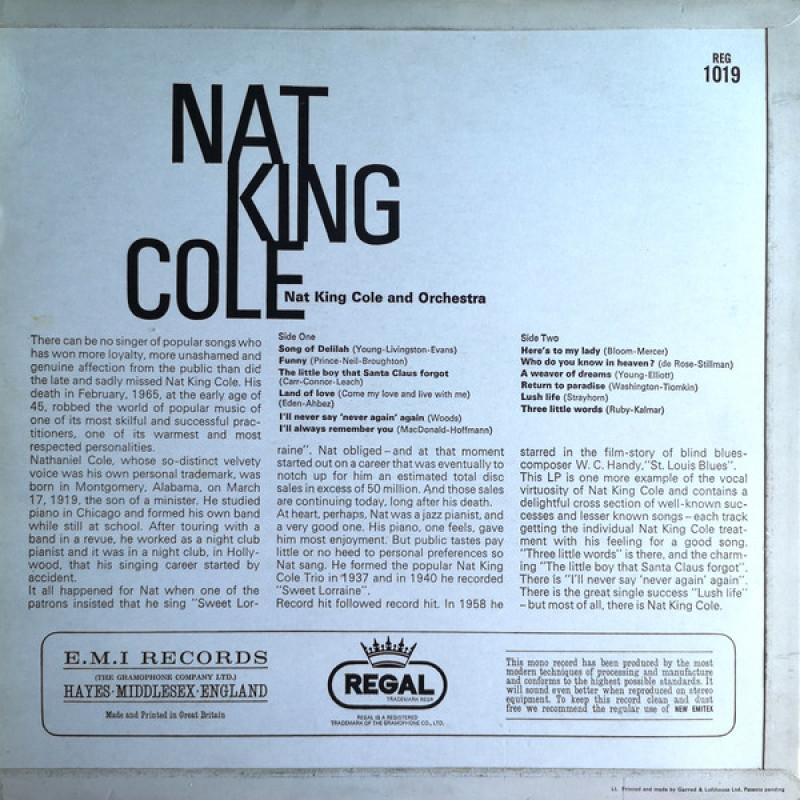 REG
1019
NAT
KING
COLE
Nat King Cole and Orchestra
There can be no singer of popular songs who
has won more loyalty, more unashamed and
genuine affection from the public than did
the late and sadly missed Nat King Cole. His
death in February, 1965, at the early age of
45, robbed the world of popular music of
one of its most skilful and successful prac-
titioners, one of its warmest and most
respected personalities.
Nathaniel Cole, whose so-distinct velvety
voice was his own personal trademark, was
born in Montgomery, Alabama, on March
17, 1919, the son of a minister. He studied
piano in Chicago and formed his own band
while still at school. After touring with a
band in a revue, he worked as a night club
pianist and it was in a night club, in Holly-
wood, that his singing career started by
accident.
It all happened for Nat when one of the
patrons insisted that he sing "Sweet Lor-
Side One
Song of Delilah (Young-Livingston-Evans)
Funny (Prince-Neil-Broughton)
The little boy that Santa Claus forgot
(Carr-Connor-Leach)
Land of love (Come my love and live with me)
(Eden-Ahbez)
I'll never say 'never again' again (Woods)
I'll always remember you (MacDonald-Hoffmann)
raine". Nat obliged – and at that moment
started out on a career that was eventually to
notch up for him an estimated total disc
sales in excess of 50 million. And those sales
are continuing today, long after his death.
At heart, perhaps, Nat was a jazz pianist, and
a very good one. His piano, one feels, gave
him most enjoyment. But public tastes pay
little or no heed to personal preferences so
Nat sang. He formed the popular Nat King
Cole Trio in 1937 and in 1940 he recorded
"Sweet Lorraine".
Record hit followed record hit. In 1958 he
Side Two
Here's to my lady (Bloom-Mercer)
Who do you know in heaven? (de Rose-Stillman)
A weaver of dreams (Young-Elliott)
Return to paradise (Washington-Tiomkin)
Lush life (Strayhorn)
Three little words (Ruby-Kalmar)
starred in the film-story of blind blues-
composer W. C. Handy, "St. Louis Blues".
This LP is one more example of the vocal
virtuosity of Nat King Cole and contains a
delightful cross section of well-known suc-
cesses and lesser known songs – each track
getting the individual Nat King Cole treat-
ment with his feeling for a good song.
"Three little words" is there, and the charm-
ing "The little boy that Santa Claus forgot".
There is "I'll never say 'never again' again".
There is the great single success "Lush life"
– but most of all, there is Nat King Cole.
E.M.I RECORDS
(THE GRAMOPHONE COMPANY LTD.)
HAYES·MIDDLESEX·ENGLAND
Made and Printed in Great Britain
REGAL
TRADEMARK REGR
REGAL IS A REGISTERED
TRADEMARK OF THE GRAMOPHONE CO., LTD.
This mono record has been produced by the most
modern techniques of processing and manufacture
and conforms to the highest possible standards. It
will sound even better when reproduced on stereo
equipment. To keep this record clean and dust
free we recommend the regular use of NEW EMITEX
Lt. Printed and made by Garrod & Lofthouse Ltd. Patents pending